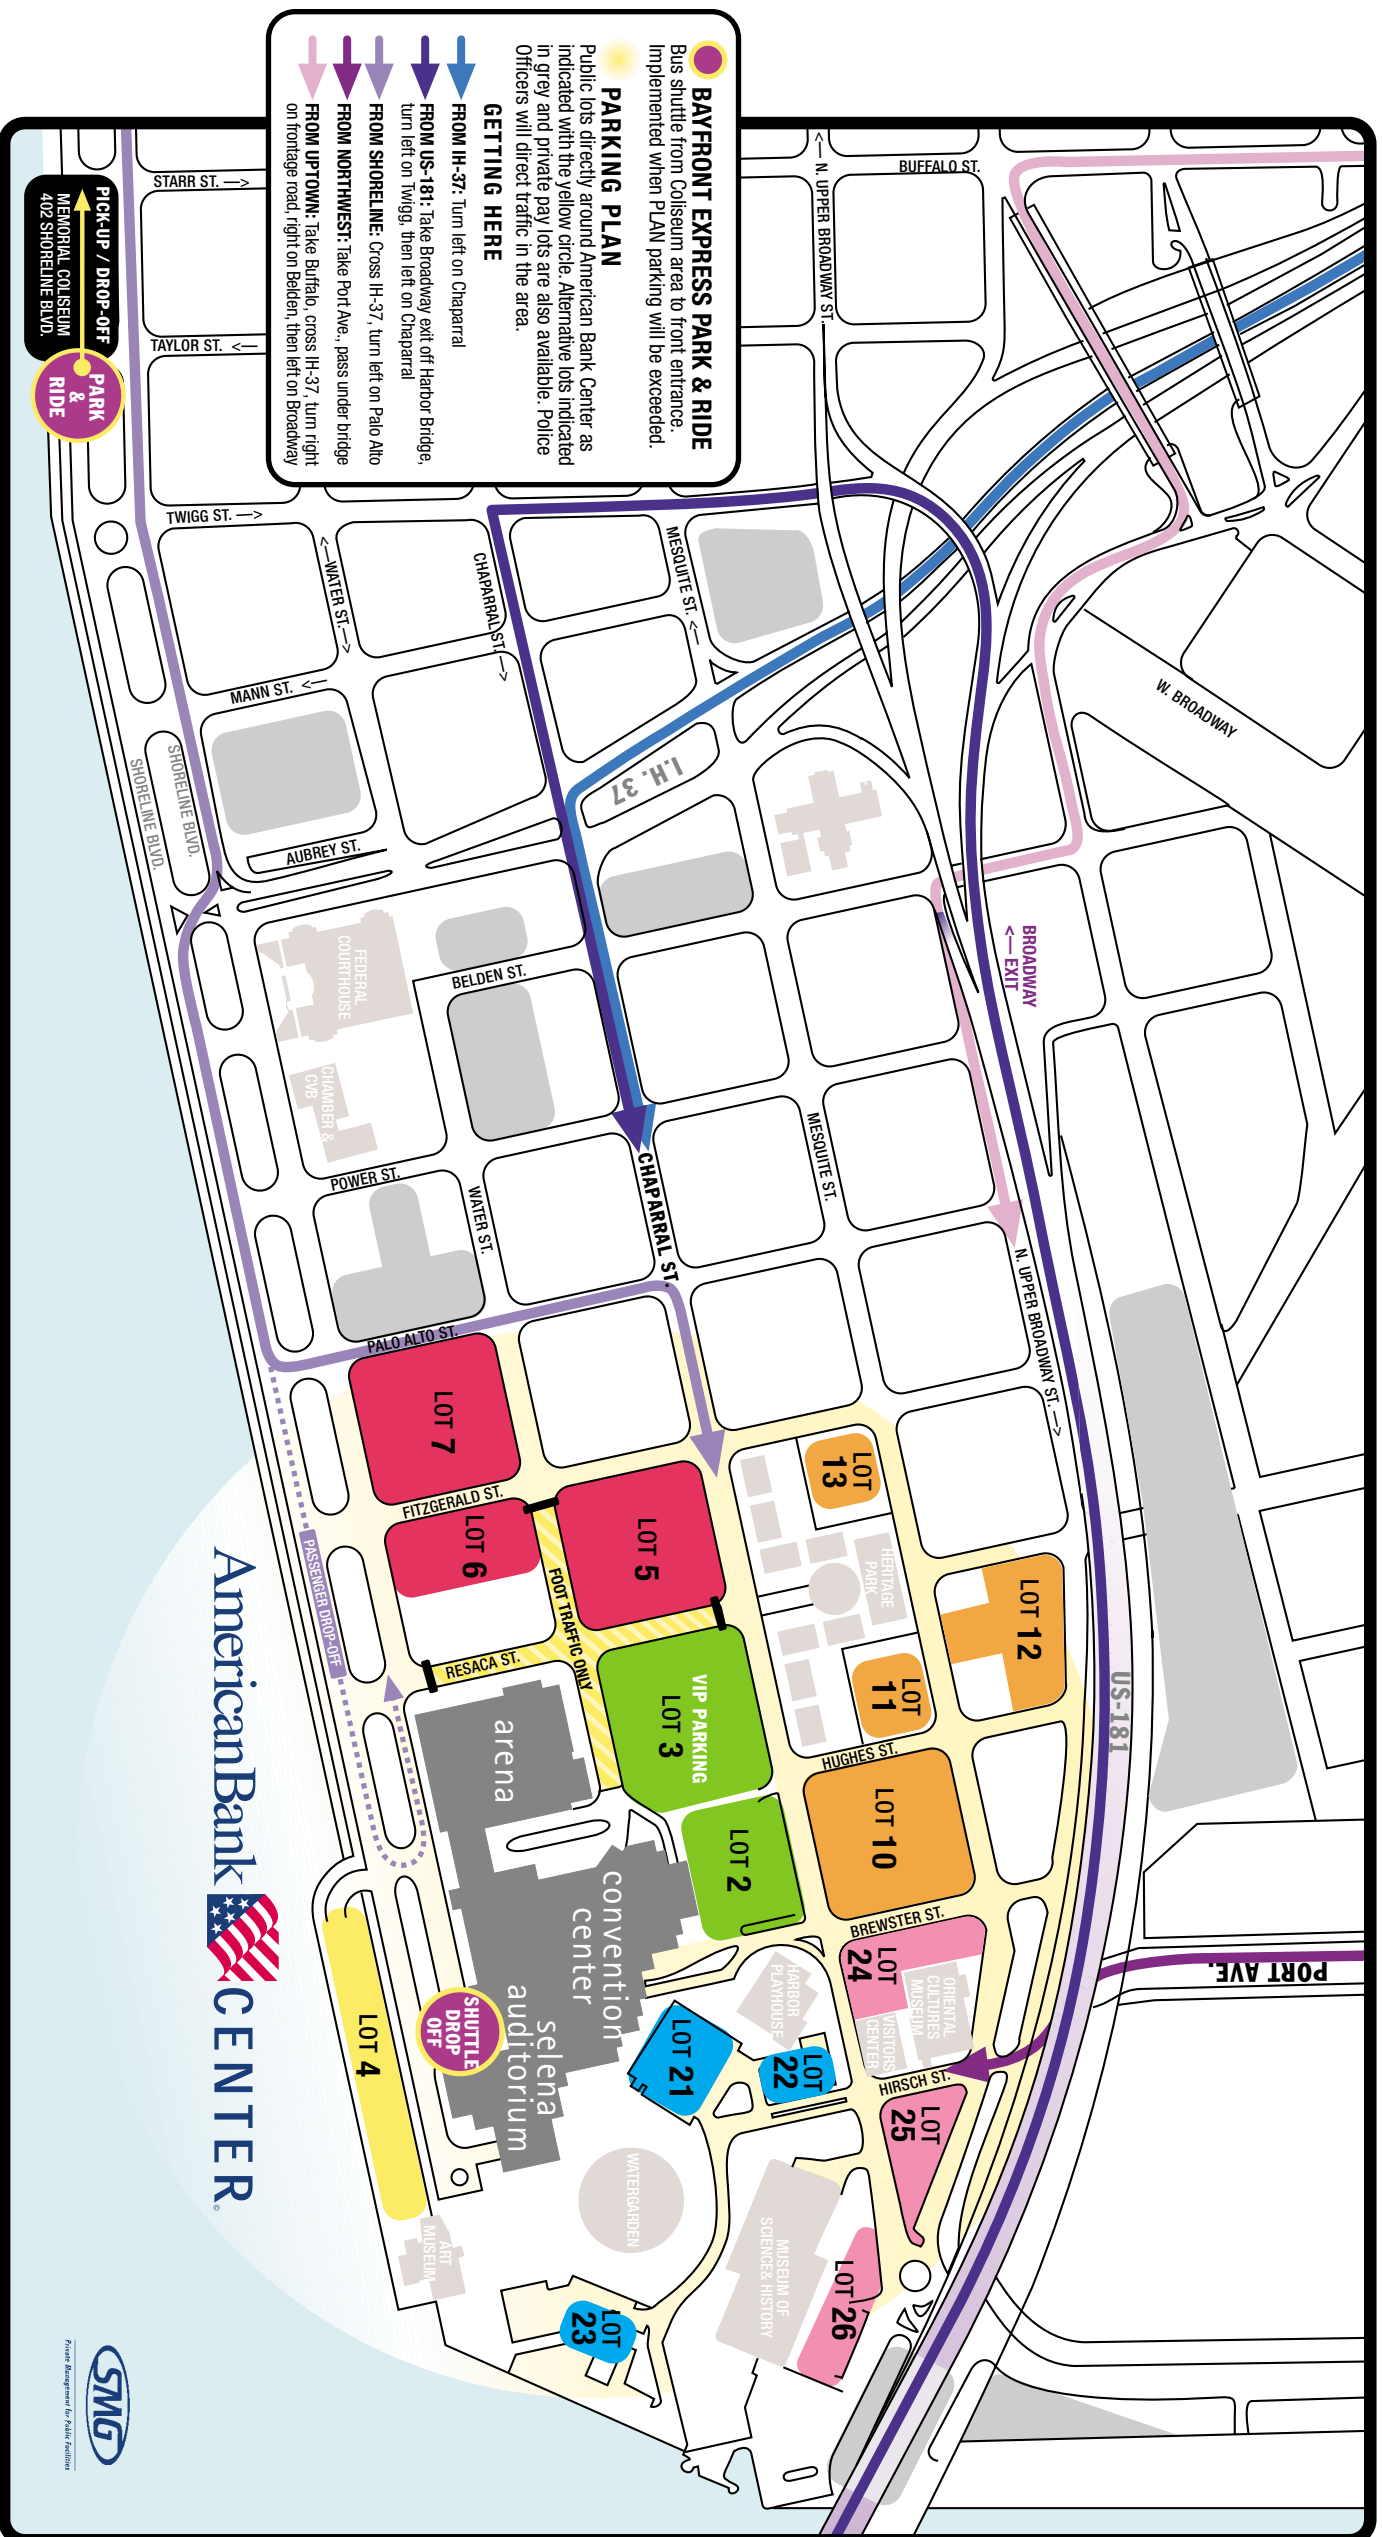 BAYFRONT EXPRESS PARK & RIDE
Bus shuttle from Coliseum area to front entrance.
Implemented when PLAN parking will be exceeded.
PARKING PLAN
Public lots directly around American Bank Center as
indicated with the yellow circle. Alternative lots indicated
in grey and private pay lots are also available. Police
Officers will direct traffic in the area.
GETTING HERE
FROM IH-37: Turn left on Chaparral
FROM US-181: Take Broadway exit off Harbor Bridge,
turn left on Twigg, then left on Chaparral
FROM SHORELINE: Cross IH-37, turn left on Palo Alto
FROM NORTHWEST: Take Port Ave., pass under bridge
FROM UPTOWN: Take Buffalo, cross IH-37, turn right
on frontage road, right on Belden, then left on Broadway
PICK-UP / DROP-OFF
MEMORIAL COLISEUM
402 SHORELINE BLVD.
PARK
&
RIDE
STARR ST. —>
TAYLOR ST. <—
TWIGG ST. —>
BUFFALO ST.
<— N. UPPER BROADWAY ST.
<—WATER ST.—>
CHAPARRAL ST. —>
MESQUITE ST. <—
MANN ST. <—
W. BROADWAY
I.H. 37
SHORELINE BLVD.
SHORELINE BLVD.
AUBREY ST.
FEDERAL
COURTHOUSE
CHAMBER &
CVB
BELDEN ST.
BROADWAY
<— EXIT
POWER ST.
WATER ST.
CHAPARRAL ST.
MESQUITE ST.
N. UPPER BROADWAY ST. —>
PALO ALTO ST.
LOT 7
FITZGERALD ST.
LOT 6
LOT 5
FOOT TRAFFIC ONLY
RESACA ST.
PASSENGER DROP-OFF
LOT
13
HERITAGE
PARK
LOT 12
LOT
11
HUGHES ST.
US-181
VIP PARKING
LOT 3
LOT 2
LOT 10
BREWSTER ST.
arena
convention
center
selena
auditorium
SHUTTLE
DROP
OFF
LOT 4
LOT
24
ORIENTAL
CULTURES
MUSEUM
VISITORS
CENTER
HARBOR
PLAYHOUSE
PORT AVE.
HIRSCH ST.
LOT 21
LOT
22
LOT
25
WATERGARDEN
MUSEUM OF
SCIENCE& HISTORY
LOT 26
ART
MUSEUM
LOT
23
AmericanBank
CENTER
©
SMG
Private Management for Public Facilities